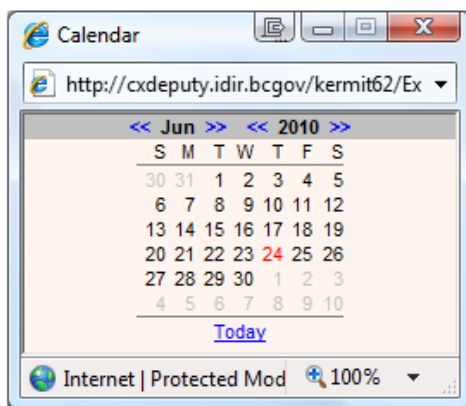 Calendar
http://cxdeputy.idir.bcgov/kermit62/Ex
<< Jun >> << 2010 >>
S M T W T F S
30 31 1 2 3 4 5
6 7 8 9 10 11 12
13 14 15 16 17 18 19
20 21 22 23 24 25 26
27 28 29 30 1 2 3
4 5 6 7 8 9 10
Today
Internet | Protected Mod 100%